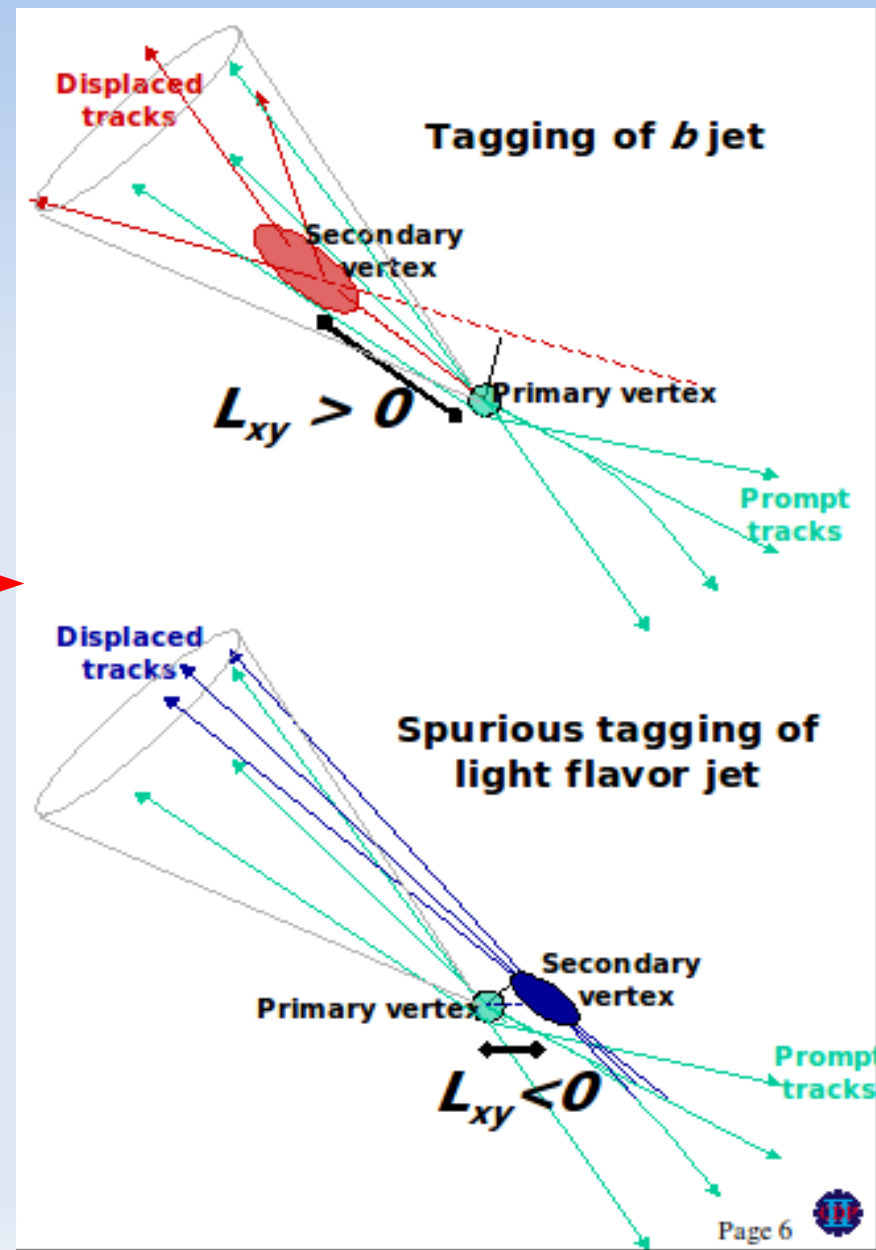 Displaced
tracks
Tagging of b jet
Secondary
vertex
Lxy > 0
Primary vertex
Prompt
tracks
Displaced
tracks
Spurious tagging of
light flavor jet
Secondary
vertex
Primary vertex
Prompt
tracks
Lxy <0
Page 6